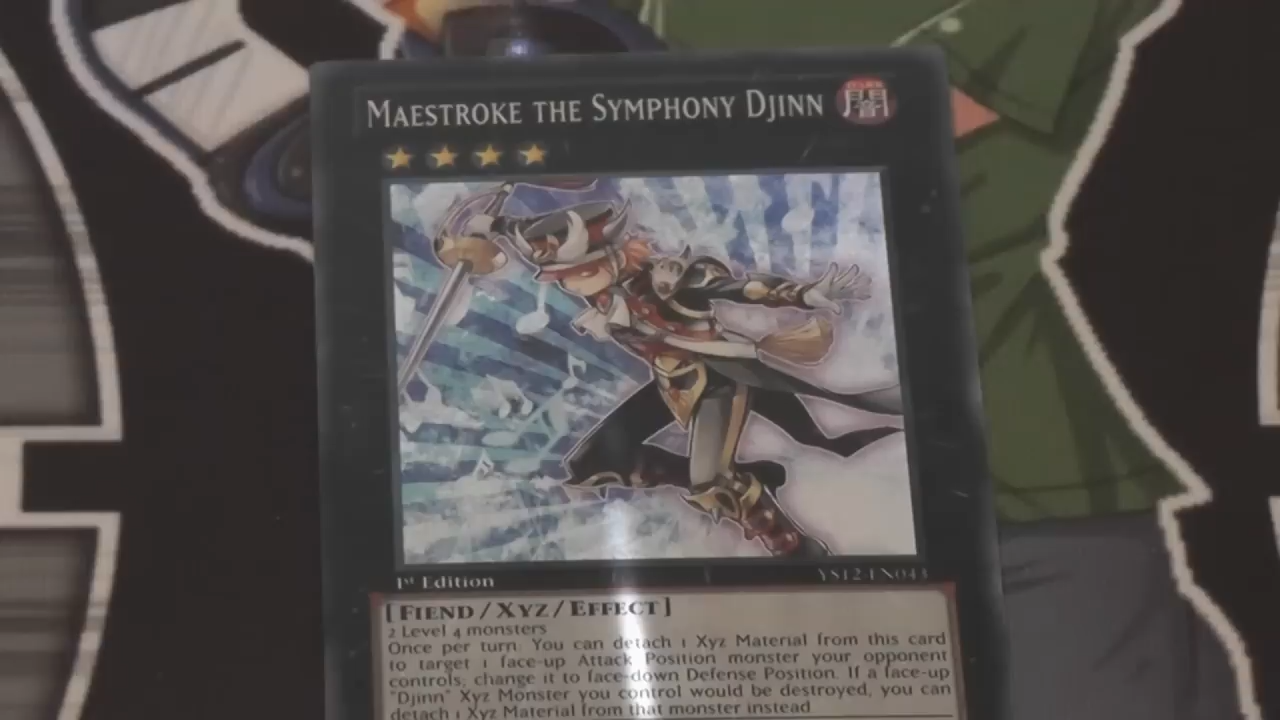 MAESTROKE THE SYMPHONY DJINN 闇
1st Edition YS12-EN043
[FIEND/XYZ/EFFECT]
2 Level 4 monsters
Once per turn: You can detach 1 Xyz Material from this card
to target 1 face-up Attack Position monster your opponent
controls; change it to face-down Defense Position. If a face-up
"Djinn" Xyz Monster you control would be destroyed, you can
detach 1 Xyz Material from that monster instead